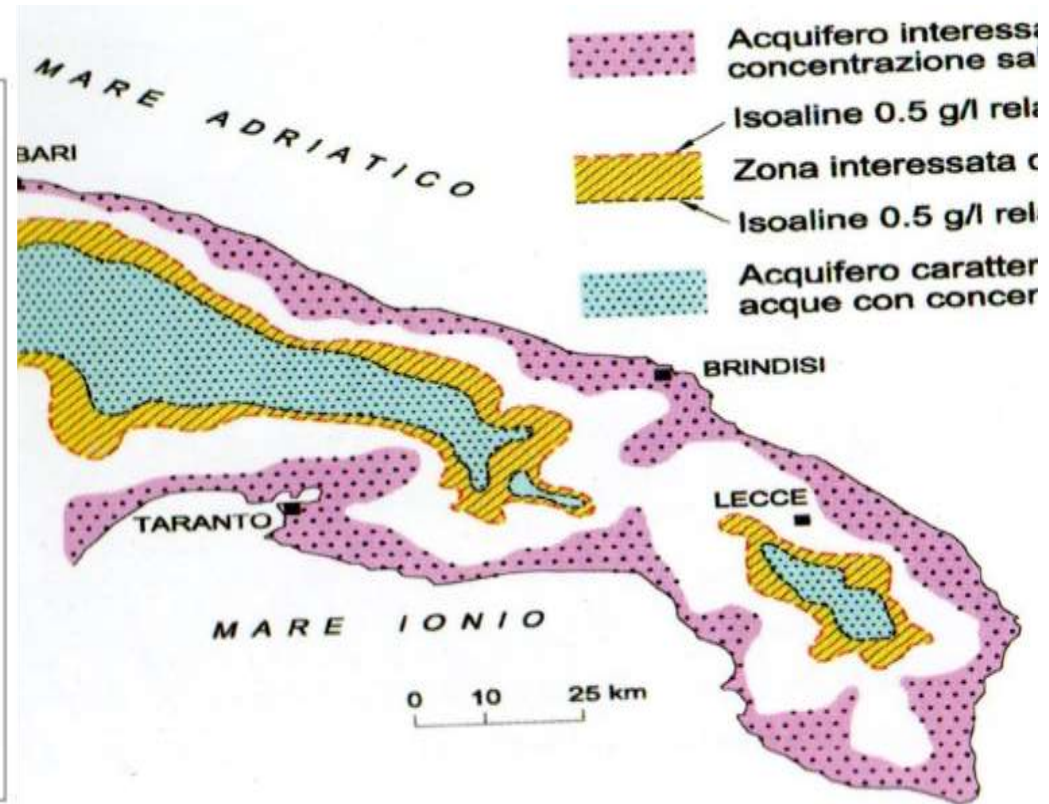 MARE ADRIATICO
BARI
Acquifero interessa
concentrazione sal
Isoaline 0.5 g/l rela
Zona interessata d
Isoaline 0.5 g/l rela
Acquifero caratter
acque con concer
BRINDISI
LECCE
TARANTO
MARE IONIO
0 10 25 km